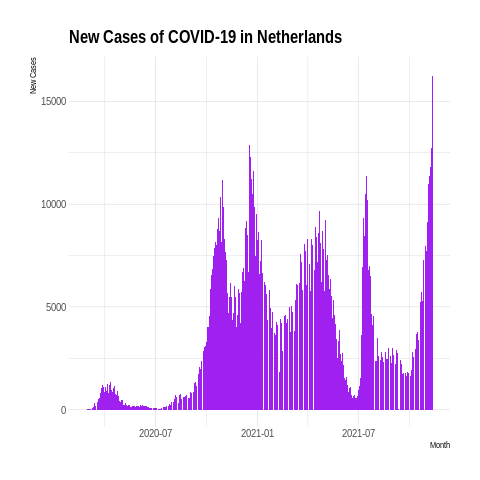 New Cases of COVID-19 in Netherlands
New Cases
15000
10000
5000
0
2020-07
2021-01
2021-07
Month